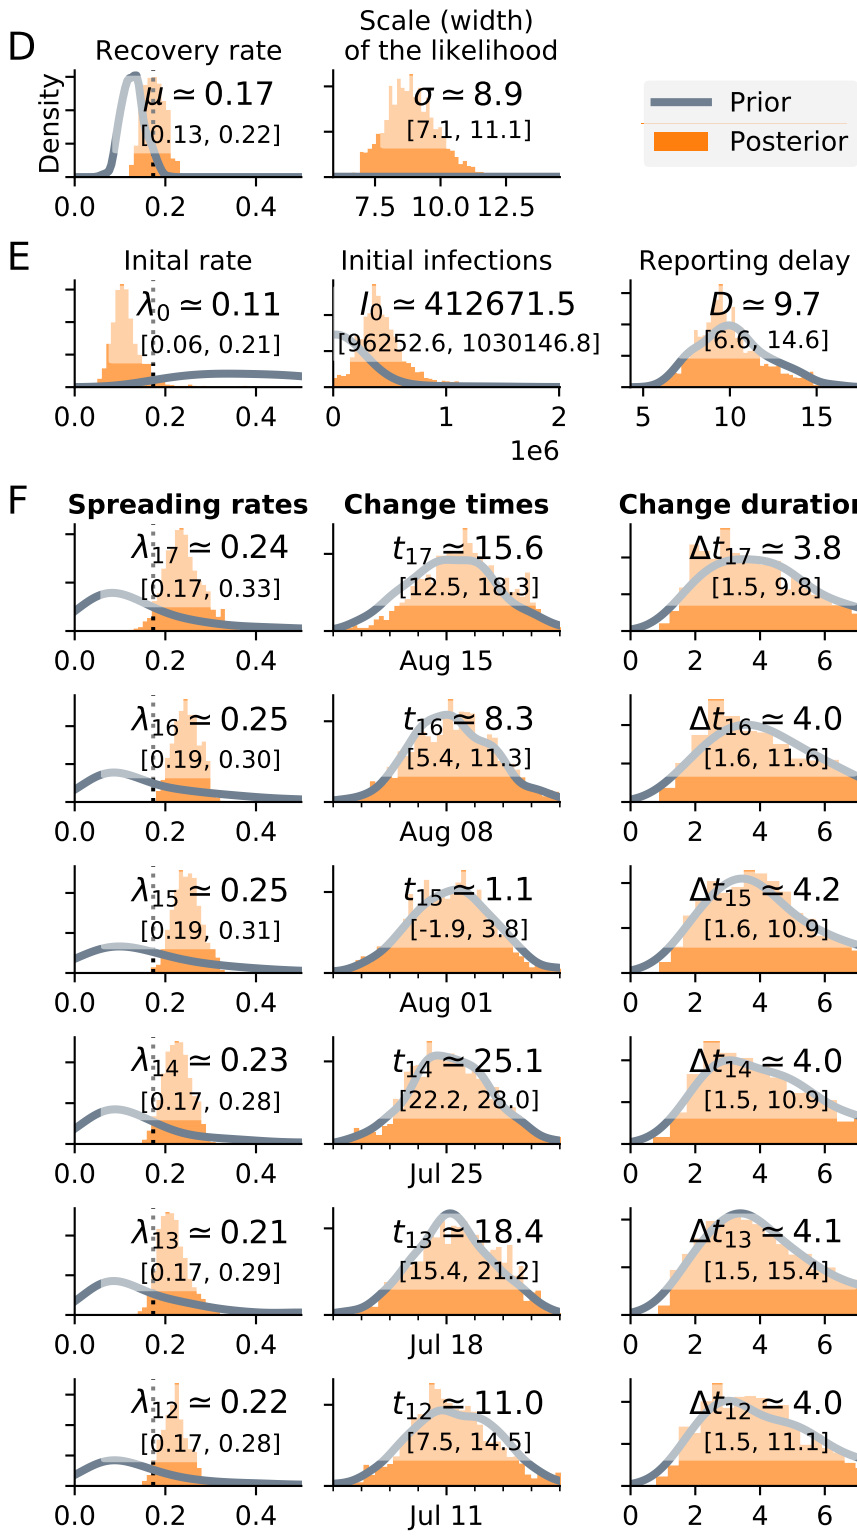 D
Recovery rate
Scale (width)
of the likelihood
Density
μ ≃ 0.17
[0.13, 0.22]
σ ≃ 8.9
[7.1, 11.1]
Prior
Posterior
0.0 0.2 0.4
7.5 10.0 12.5
E
Inital rate
Initial infections
Reporting delay
λ0 ≃ 0.11
[0.06, 0.21]
I0 ≃ 412671.5
[96252.6, 1030146.8]
D ≃ 9.7
[6.6, 14.6]
0.0 0.2 0.4
0 1 2
1e6
5 10 15
F
Spreading rates
Change times
Change duration
λ17 ≃ 0.24
[0.17, 0.33]
t17 ≃ 15.6
[12.5, 18.3]
Δt17 ≃ 3.8
[1.5, 9.8]
0.0 0.2 0.4
Aug 15
0 2 4 6
λ16 ≃ 0.25
[0.19, 0.30]
t16 ≃ 8.3
[5.4, 11.3]
Δt16 ≃ 4.0
[1.6, 11.6]
0.0 0.2 0.4
Aug 08
0 2 4 6
λ15 ≃ 0.25
[0.19, 0.31]
t15 ≃ 1.1
[-1.9, 3.8]
Δt15 ≃ 4.2
[1.6, 10.9]
0.0 0.2 0.4
Aug 01
0 2 4 6
λ14 ≃ 0.23
[0.17, 0.28]
t14 ≃ 25.1
[22.2, 28.0]
Δt14 ≃ 4.0
[1.5, 10.9]
0.0 0.2 0.4
Jul 25
0 2 4 6
λ13 ≃ 0.21
[0.17, 0.29]
t13 ≃ 18.4
[15.4, 21.2]
Δt13 ≃ 4.1
[1.5, 15.4]
0.0 0.2 0.4
Jul 18
0 2 4 6
λ12 ≃ 0.22
[0.17, 0.28]
t12 ≃ 11.0
[7.5, 14.5]
Δt12 ≃ 4.0
[1.5, 11.1]
0.0 0.2 0.4
Jul 11
0 2 4 6